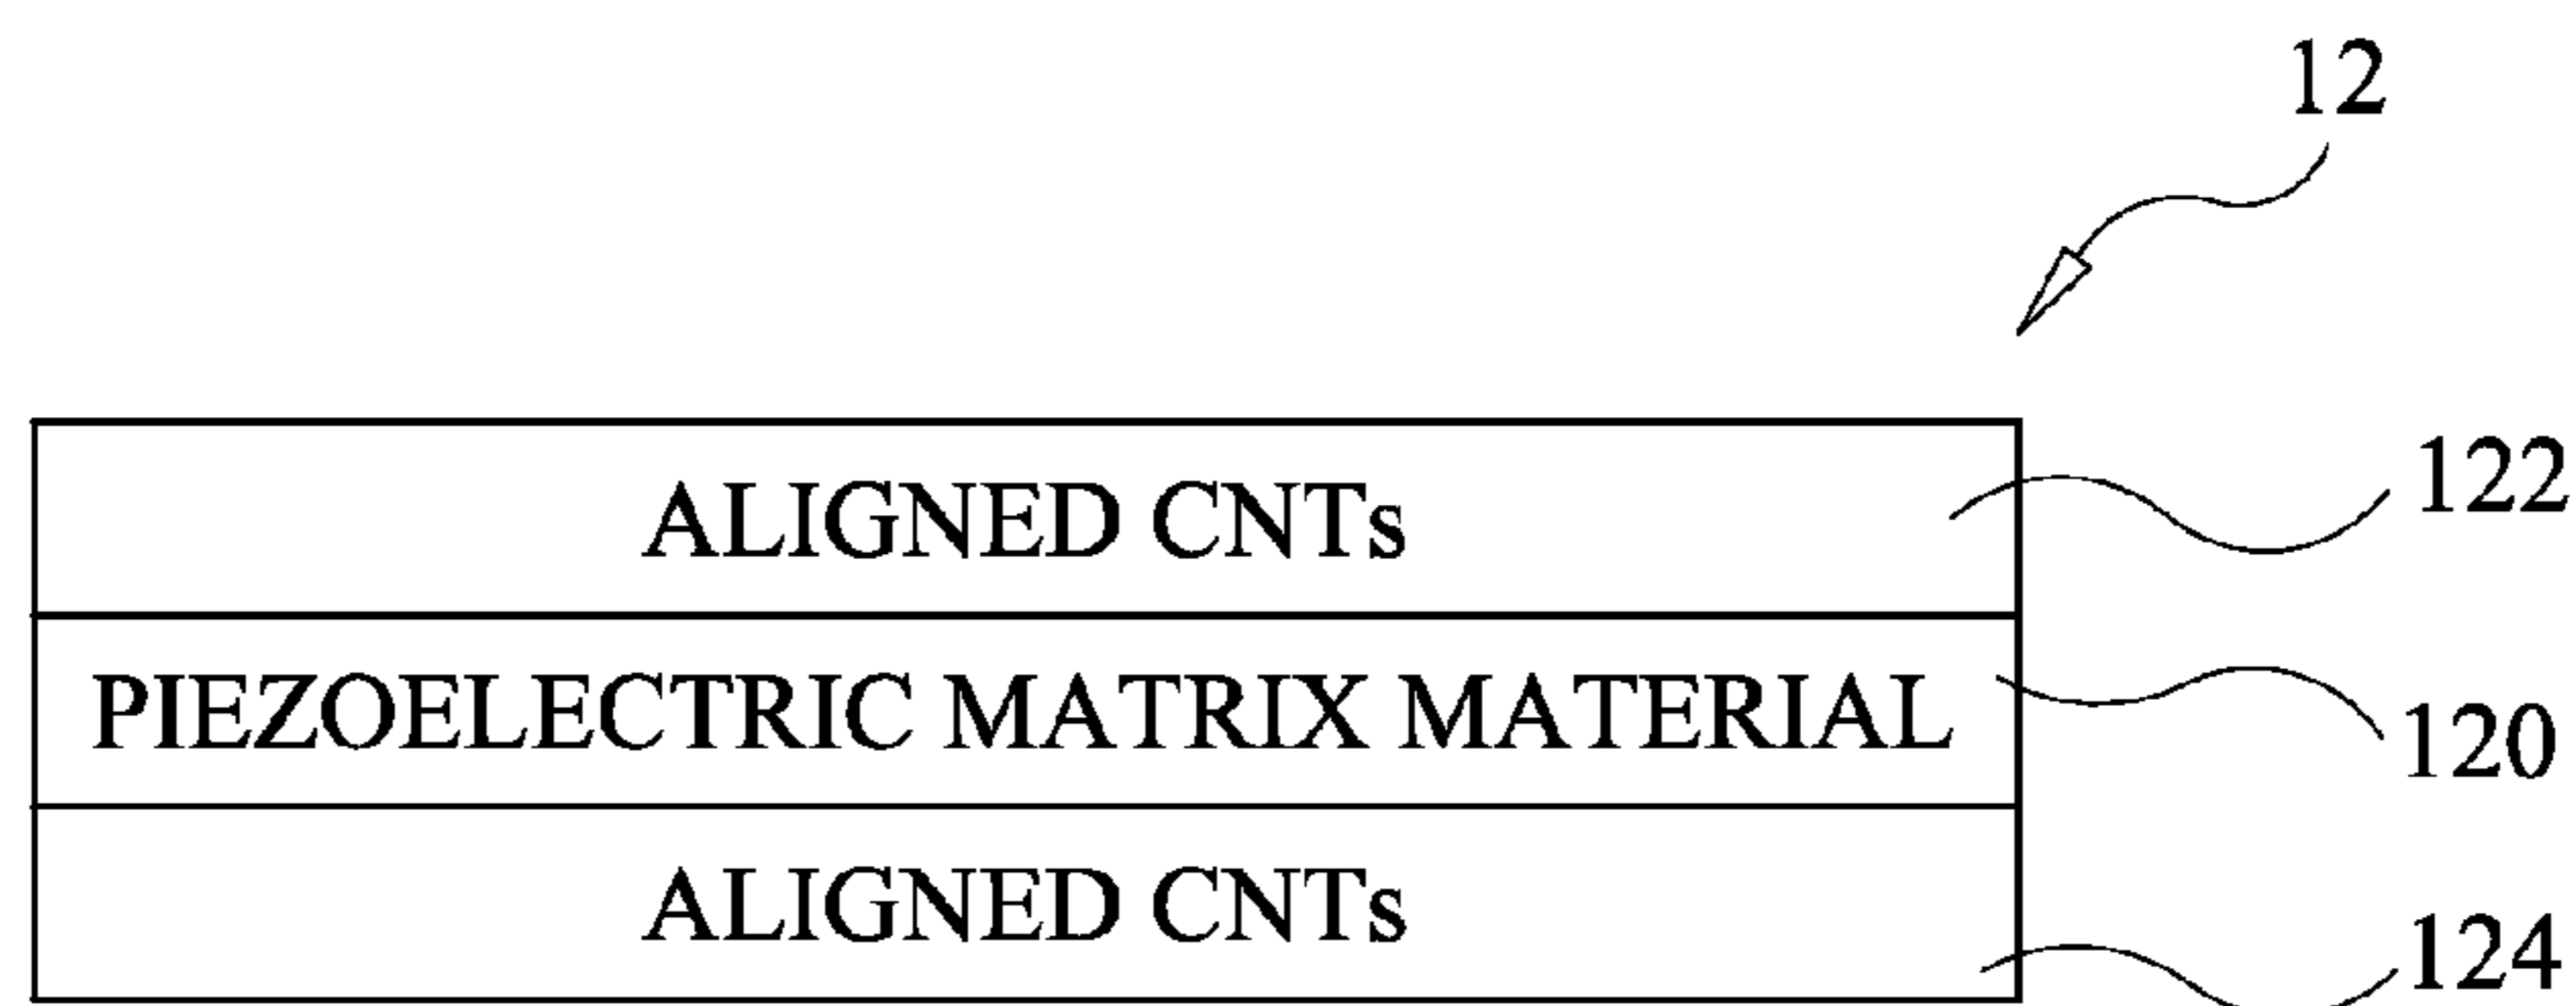 12
ALIGNED CNTs
122
PIEZOELECTRIC MATRIX MATERIAL
120
ALIGNED CNTs
124